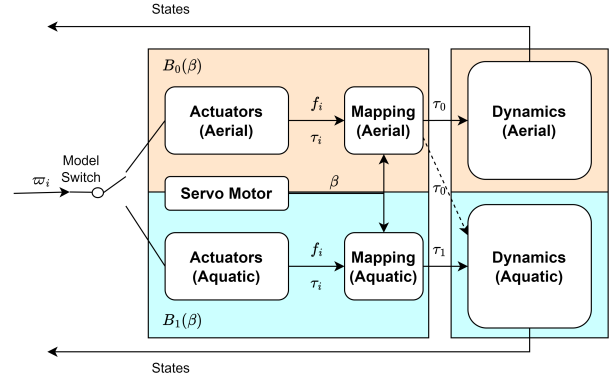 States
B₀(β)
Actuators
(Aerial)
fᵢ
τᵢ
Mapping
(Aerial)
τ₀
Dynamics
(Aerial)
Model
Switch
ϖᵢ
Servo Motor
β
τ₀
Actuators
(Aquatic)
fᵢ
τᵢ
Mapping
(Aquatic)
τ₁
Dynamics
(Aquatic)
B₁(β)
States